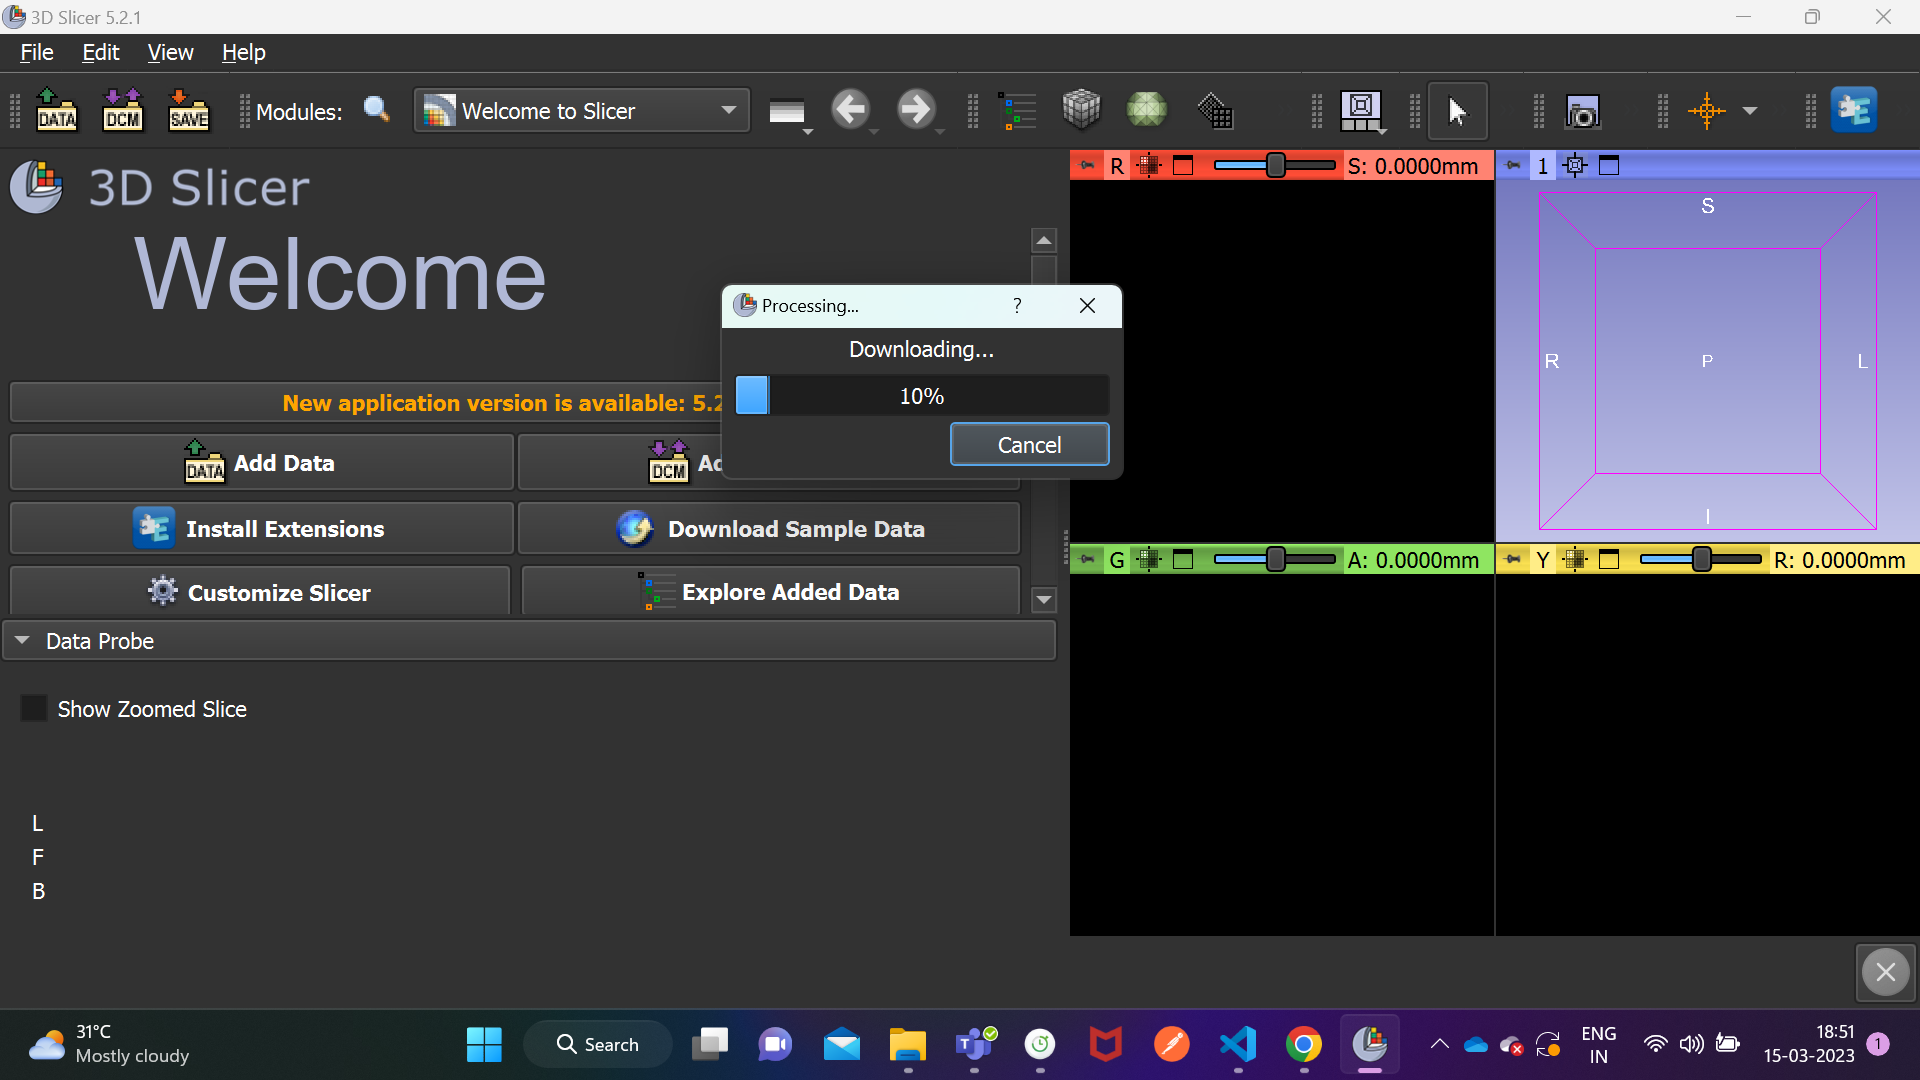 3D Slicer 5.2.1
File Edit View Help
DATA DCM SAVE Modules: Welcome to Slicer
3D Slicer
Welcome
New application version is available: 5.2
DATA Add Data
DCM
Install Extensions
Download Sample Data
Customize Slicer
Explore Added Data
Data Probe
Show Zoomed Slice
L
F
B
Processing... ?
Downloading...
10%
Cancel
R S: 0.0000mm
1
S
R P L
I
G A: 0.0000mm
Y R: 0.0000mm
31°C
Mostly cloudy
Search
ENG
IN
18:51
15-03-2023 1